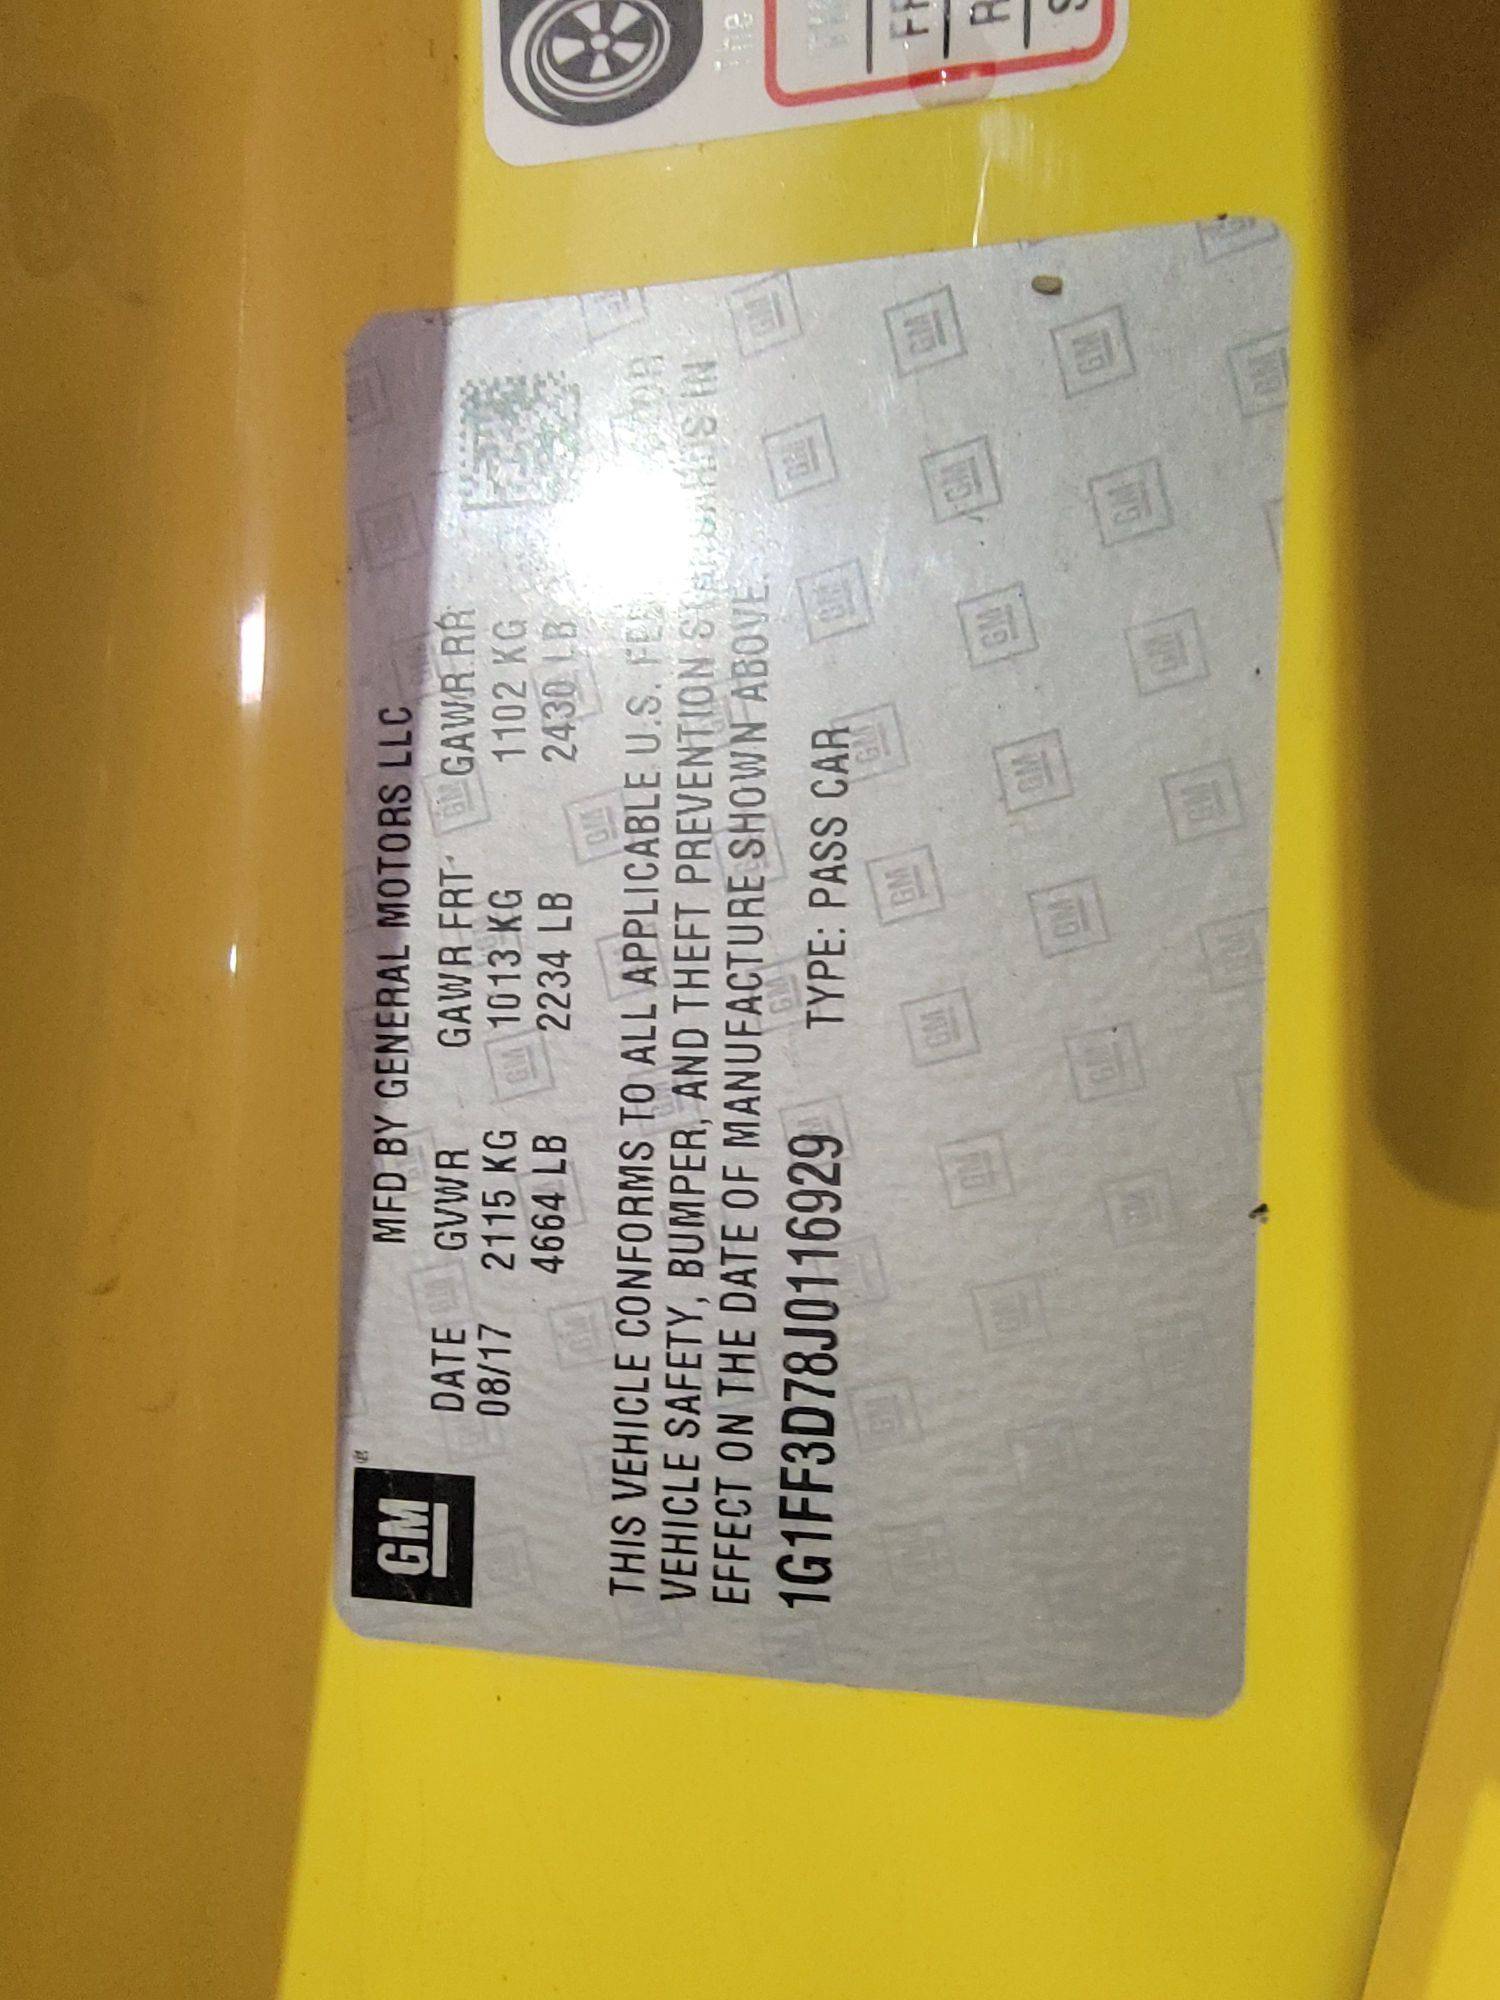 GM
MFD BY GENERAL MOTORS LLC
DATE GVWR GAWR FRT GAWR RR
08/17 2115 KG 1013 KG 1102 KG
4664 LB 2234 LB 2430 LB
THIS VEHICLE CONFORMS TO ALL APPLICABLE U.S.
VEHICLE SAFETY, BUMPER, AND THEFT PREVENTION STANDARDS IN
EFFECT ON THE DATE OF MANUFACTURE SHOWN ABOVE.
1G1FF3D78J0116929 TYPE: PASS CAR
The